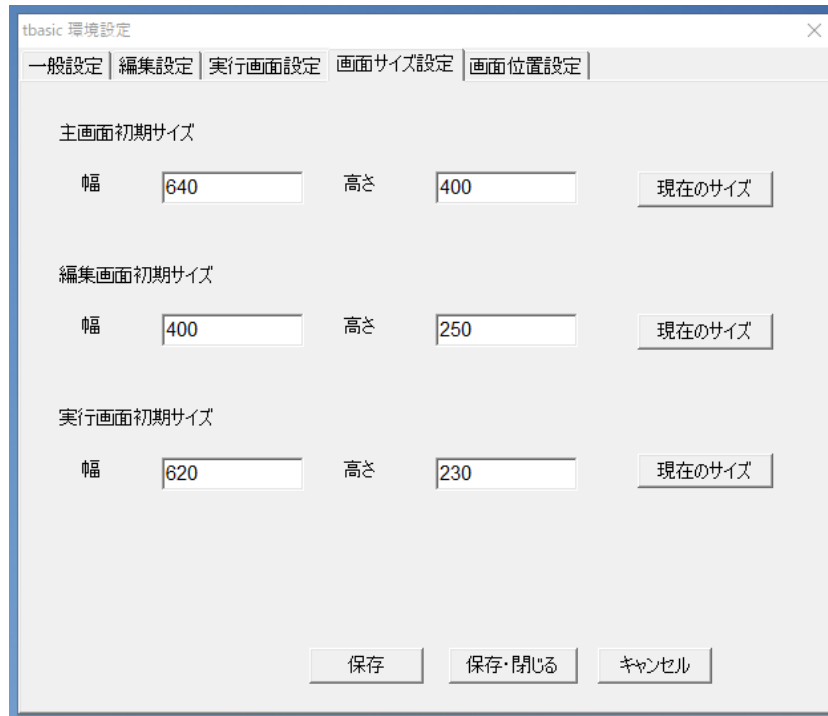 tbasic 環境設定
一般設定 編集設定 実行画面設定 画面サイズ設定 画面位置設定
主画面初期サイズ
幅 640 高さ 400 現在のサイズ
編集画面初期サイズ
幅 400 高さ 250 現在のサイズ
実行画面初期サイズ
幅 620 高さ 230 現在のサイズ
保存 保存・閉じる キャンセル